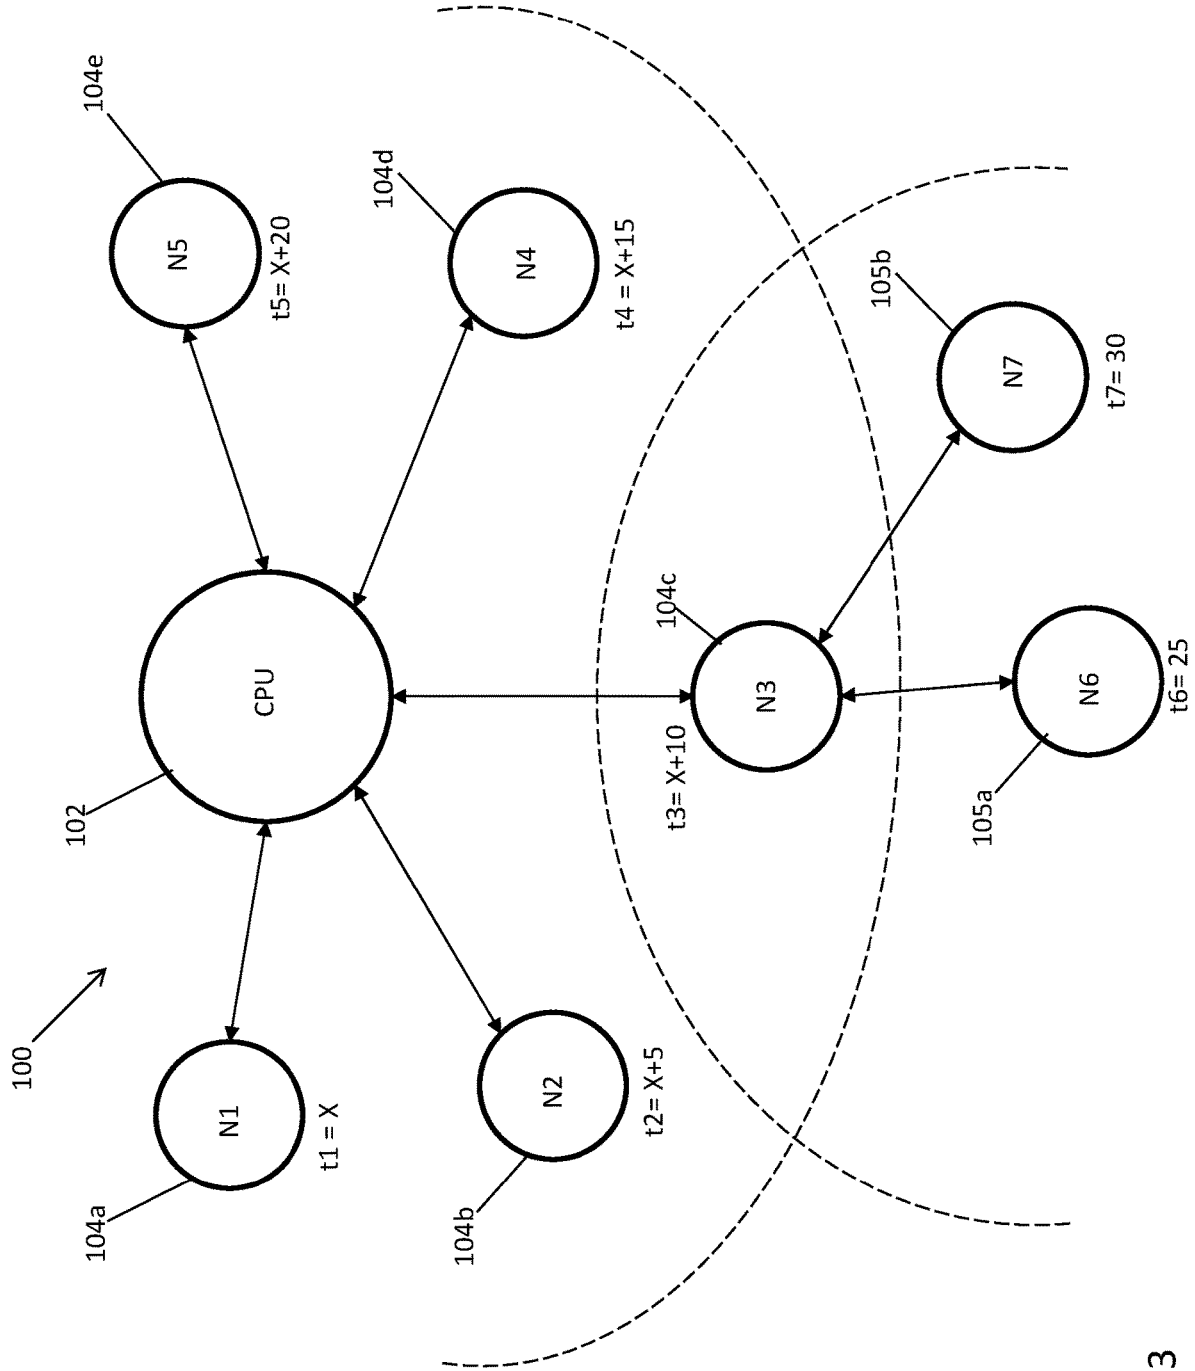 100
102
CPU
104a
N1
t1 = X
104b
N2
t2= X+5
104c
N3
t3= X+10
104d
N4
t4 = X+15
104e
N5
t5= X+20
105a
N6
t6= 25
105b
N7
t7= 30
3